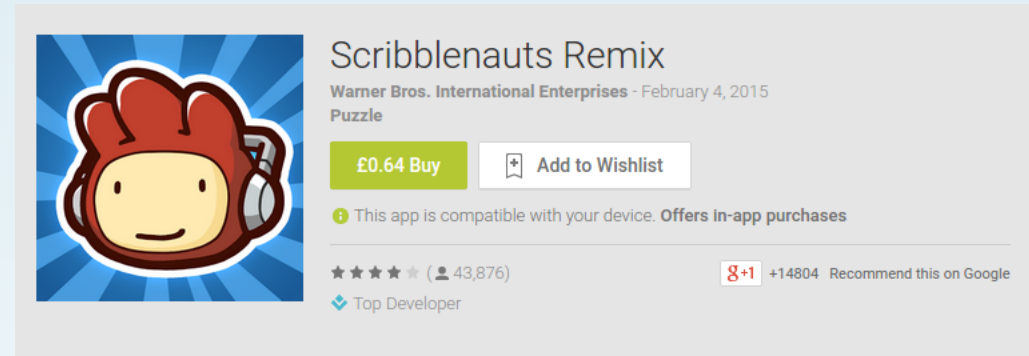 Scribblenauts Remix
Warner Bros. International Enterprises - February 4, 2015
Puzzle
£0.64 Buy
Add to Wishlist
This app is compatible with your device. Offers in-app purchases
(43,876)
g+1 +14804 Recommend this on Google
Top Developer